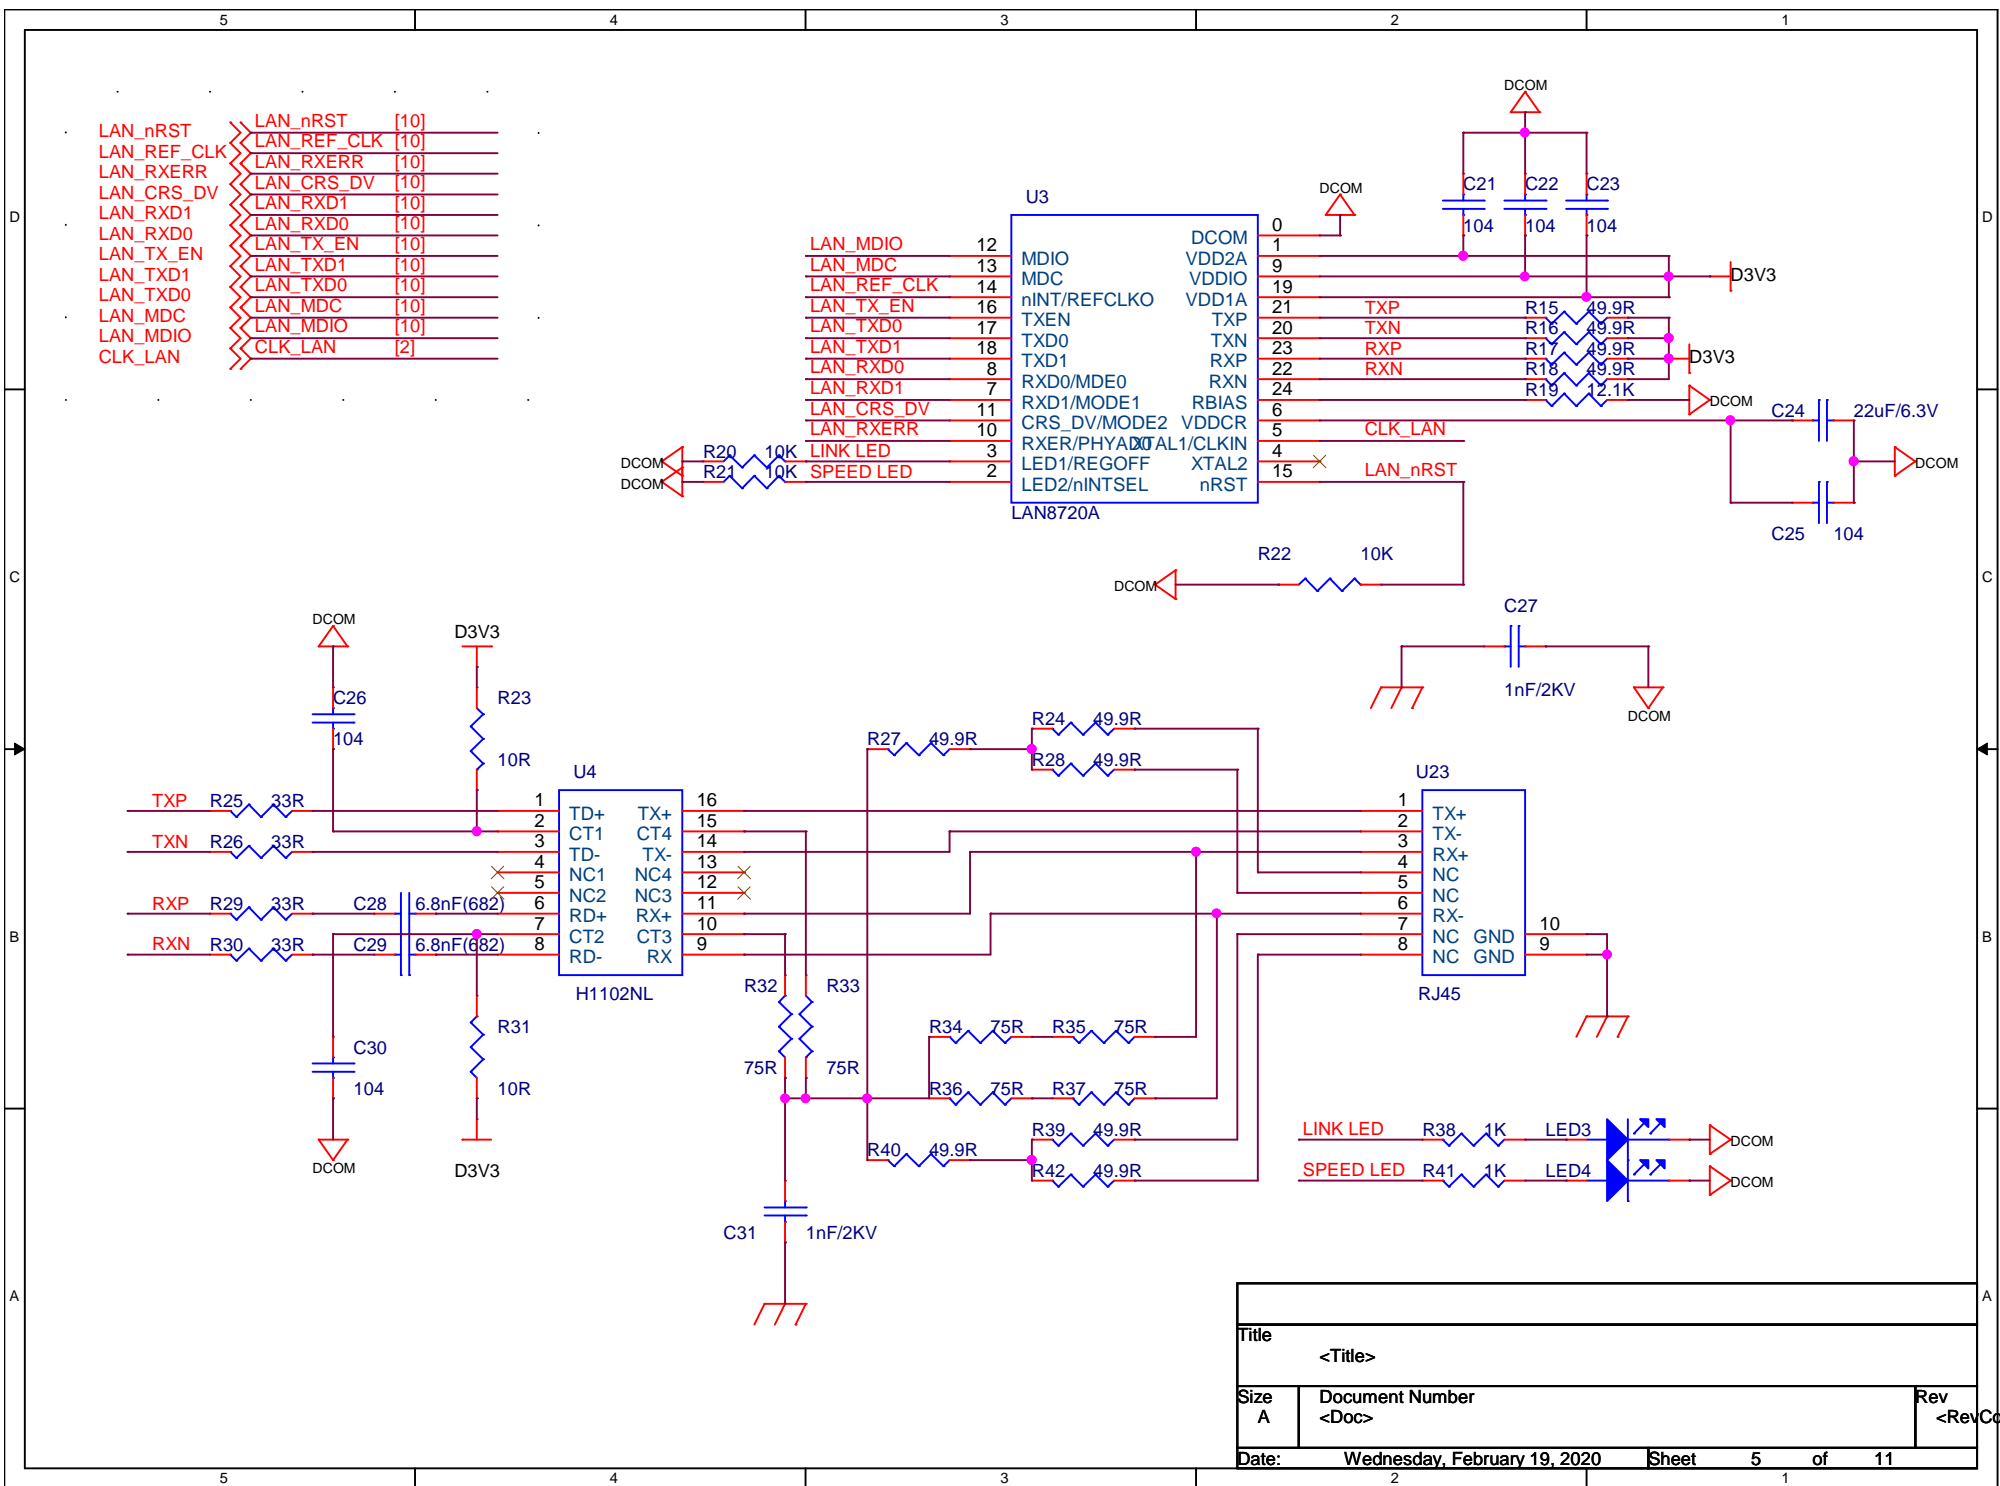 5 4 3 2 1
D
C
B
A
D
C
B
A
LAN_nRST LAN_nRST [10]
LAN_REF_CLK LAN_REF_CLK [10]
LAN_RXERR LAN_RXERR [10]
LAN_CRS_DV LAN_CRS_DV [10]
LAN_RXD1 LAN_RXD1 [10]
LAN_RXD0 LAN_RXD0 [10]
LAN_TX_EN LAN_TX_EN [10]
LAN_TXD1 LAN_TXD1 [10]
LAN_TXD0 LAN_TXD0 [10]
LAN_MDC LAN_MDC [10]
LAN_MDIO LAN_MDIO [10]
CLK_LAN CLK_LAN [2]
DCOM
C21 C22 C23
104 104 104
DCOM
U3
DCOM 0
LAN_MDIO 12 MDIO VDD2A 1
LAN_MDC 13 MDC VDDIO 9 D3V3
LAN_REF_CLK 14 nINT/REFCLKO VDD1A 19
LAN_TX_EN 16 TXEN TXP 21 TXP R15 49.9R
LAN_TXD0 17 TXD0 TXN 20 TXN R16 49.9R
LAN_TXD1 18 TXD1 RXP 23 RXP R17 49.9R D3V3
LAN_RXD0 8 RXD0/MDE0 RXN 22 RXN R18 49.9R
LAN_RXD1 7 RXD1/MODE1 RBIAS 24 R19 12.1K DCOM
LAN_CRS_DV 11 CRS_DV/MODE2 VDDCR 6 C24 22uF/6.3V
LAN_RXERR 10 RXER/PHYAD0 XTAL1/CLKIN 5 CLK_LAN
DCOM R20 10K LINK LED 3 LED1/REGOFF XTAL2 4 DCOM
DCOM R21 10K SPEED LED 2 LED2/nINTSEL nRST 15 LAN_nRST
LAN8720A
C25 104
R22 10K
DCOM
C27
1nF/2KV
DCOM
DCOM D3V3
C26 R23
104 10R
R24 49.9R
R27 49.9R
R28 49.9R
U4 U23
TXP R25 33R 1 TD+ TX+ 16 1 TX+
2 CT1 CT4 15 2 TX-
TXN R26 33R 3 TD- TX- 14 3 RX+
4 NC1 NC4 13 4 NC
5 NC2 NC3 12 5 NC
RXP R29 33R C28 6.8nF(682) 6 RD+ RX+ 11 6 RX-
7 CT2 CT3 10 7 NC GND 10
RXN R30 33R C29 6.8nF(682) 8 RD- RX 9 8 NC GND 9
H1102NL RJ45
R32 R33
75R 75R
C30 R31
104 10R
DCOM D3V3
R34 75R R35 75R
R36 75R R37 75R
R39 49.9R
R40 49.9R
R42 49.9R
LINK LED R38 1K LED3 DCOM
SPEED LED R41 1K LED4 DCOM
C31 1nF/2KV
Title
<Title>
Size Document Number Rev
A <Doc> <RevCo
Date: Wednesday, February 19, 2020 Sheet 5 of 11
5 4 3 2 1